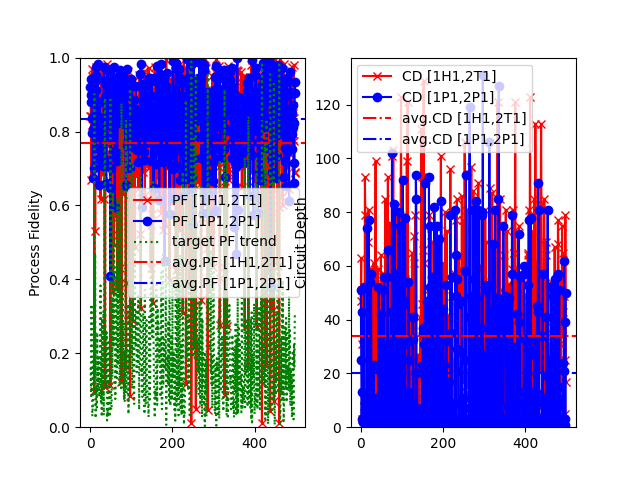 Process Fidelity
1.0
0.8
0.6
0.4
0.2
0.0
0
200
400
PF [1H1,2T1]
PF [1P1,2P1]
target PF trend
avg.PF [1H1,2T1]
avg.PF [1P1,2P1]
Circuit Depth
120
100
80
60
40
20
0
0
200
400
CD [1H1,2T1]
CD [1P1,2P1]
avg.CD [1H1,2T1]
avg.CD [1P1,2P1]